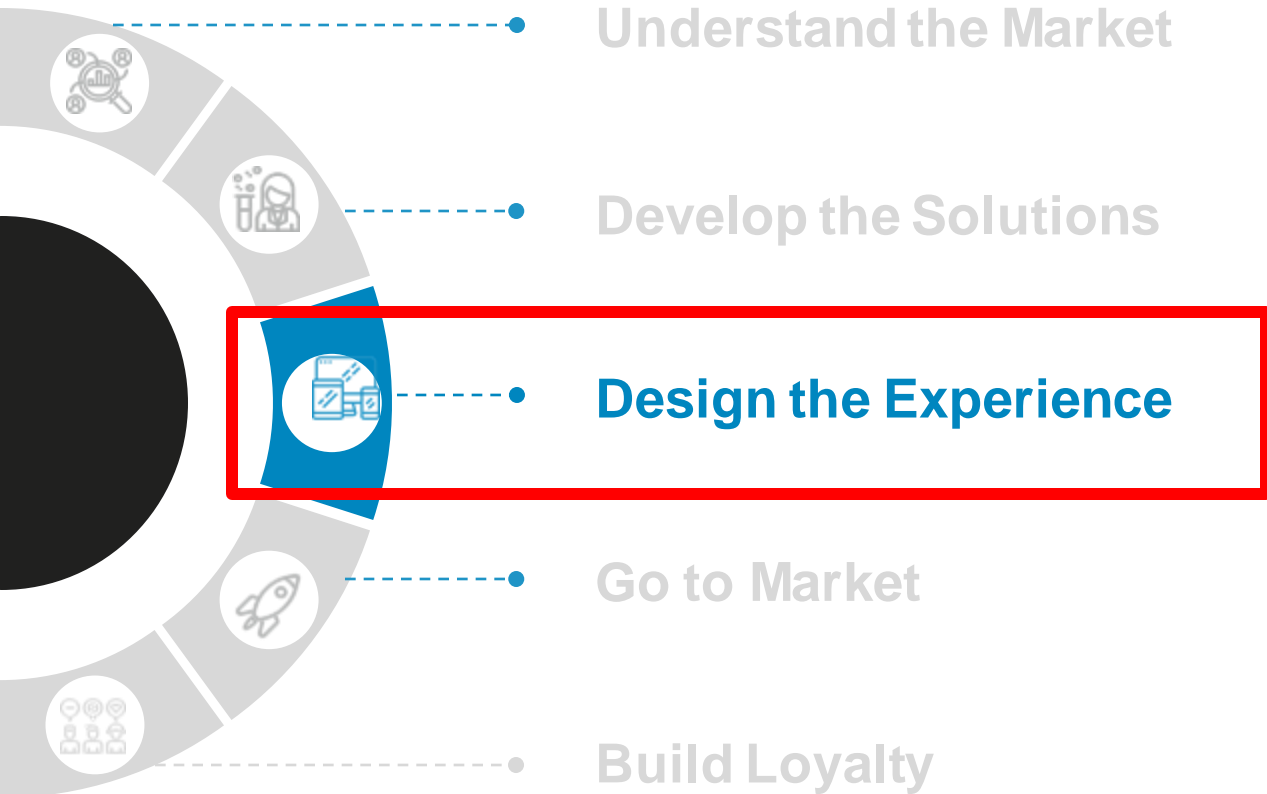 Understand the Market
Develop the Solutions
Design the Experience
Go to Market
Build Loyalty